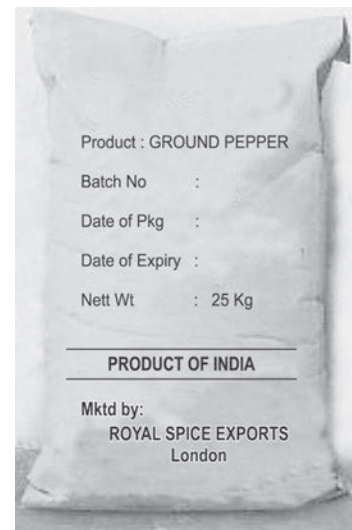 Product : GROUND PEPPER
Batch No :
Date of Pkg :
Date of Expiry :
Nett Wt : 25 Kg
PRODUCT OF INDIA
Mktd by:
ROYAL SPICE EXPORTS
London